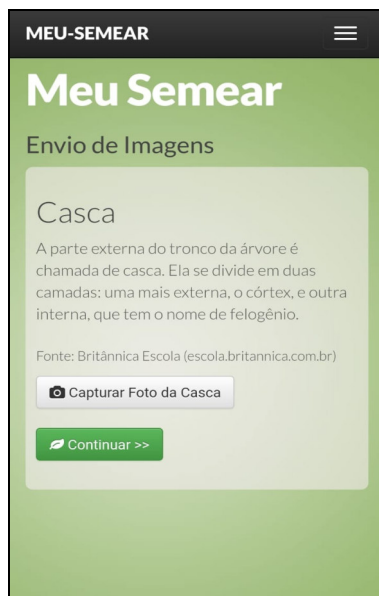 MEU-SEMEAR
Meu Semear
Envio de Imagens
Casca
A parte externa do tronco da árvore é
chamada de casca. Ela se divide em duas
camadas: uma mais externa, o córtex, e outra
interna, que tem o nome de felogênio.
Fonte: Britânnica Escola (escola.britannica.com.br)
Capturar Foto da Casca
Continuar >>